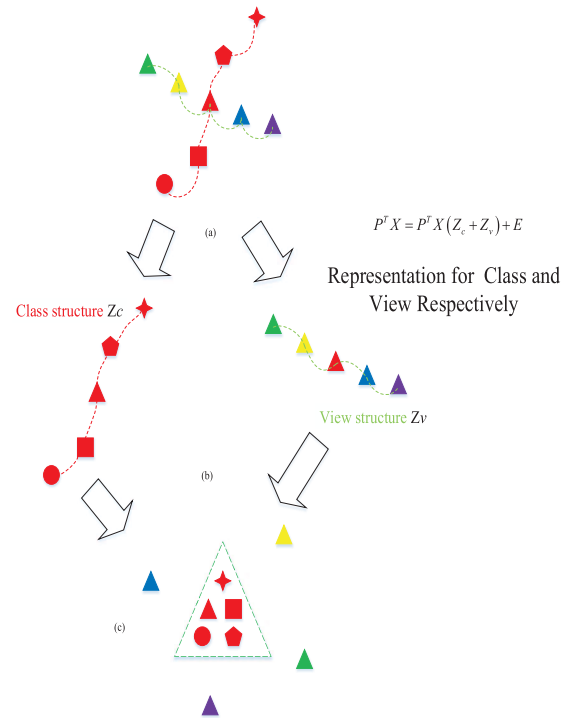 (a)
P^T X = P^T X(Z_c + Z_v) + E
Representation for Class and
View Respectively
Class structure Zc
View structure Zv
(b)
(c)